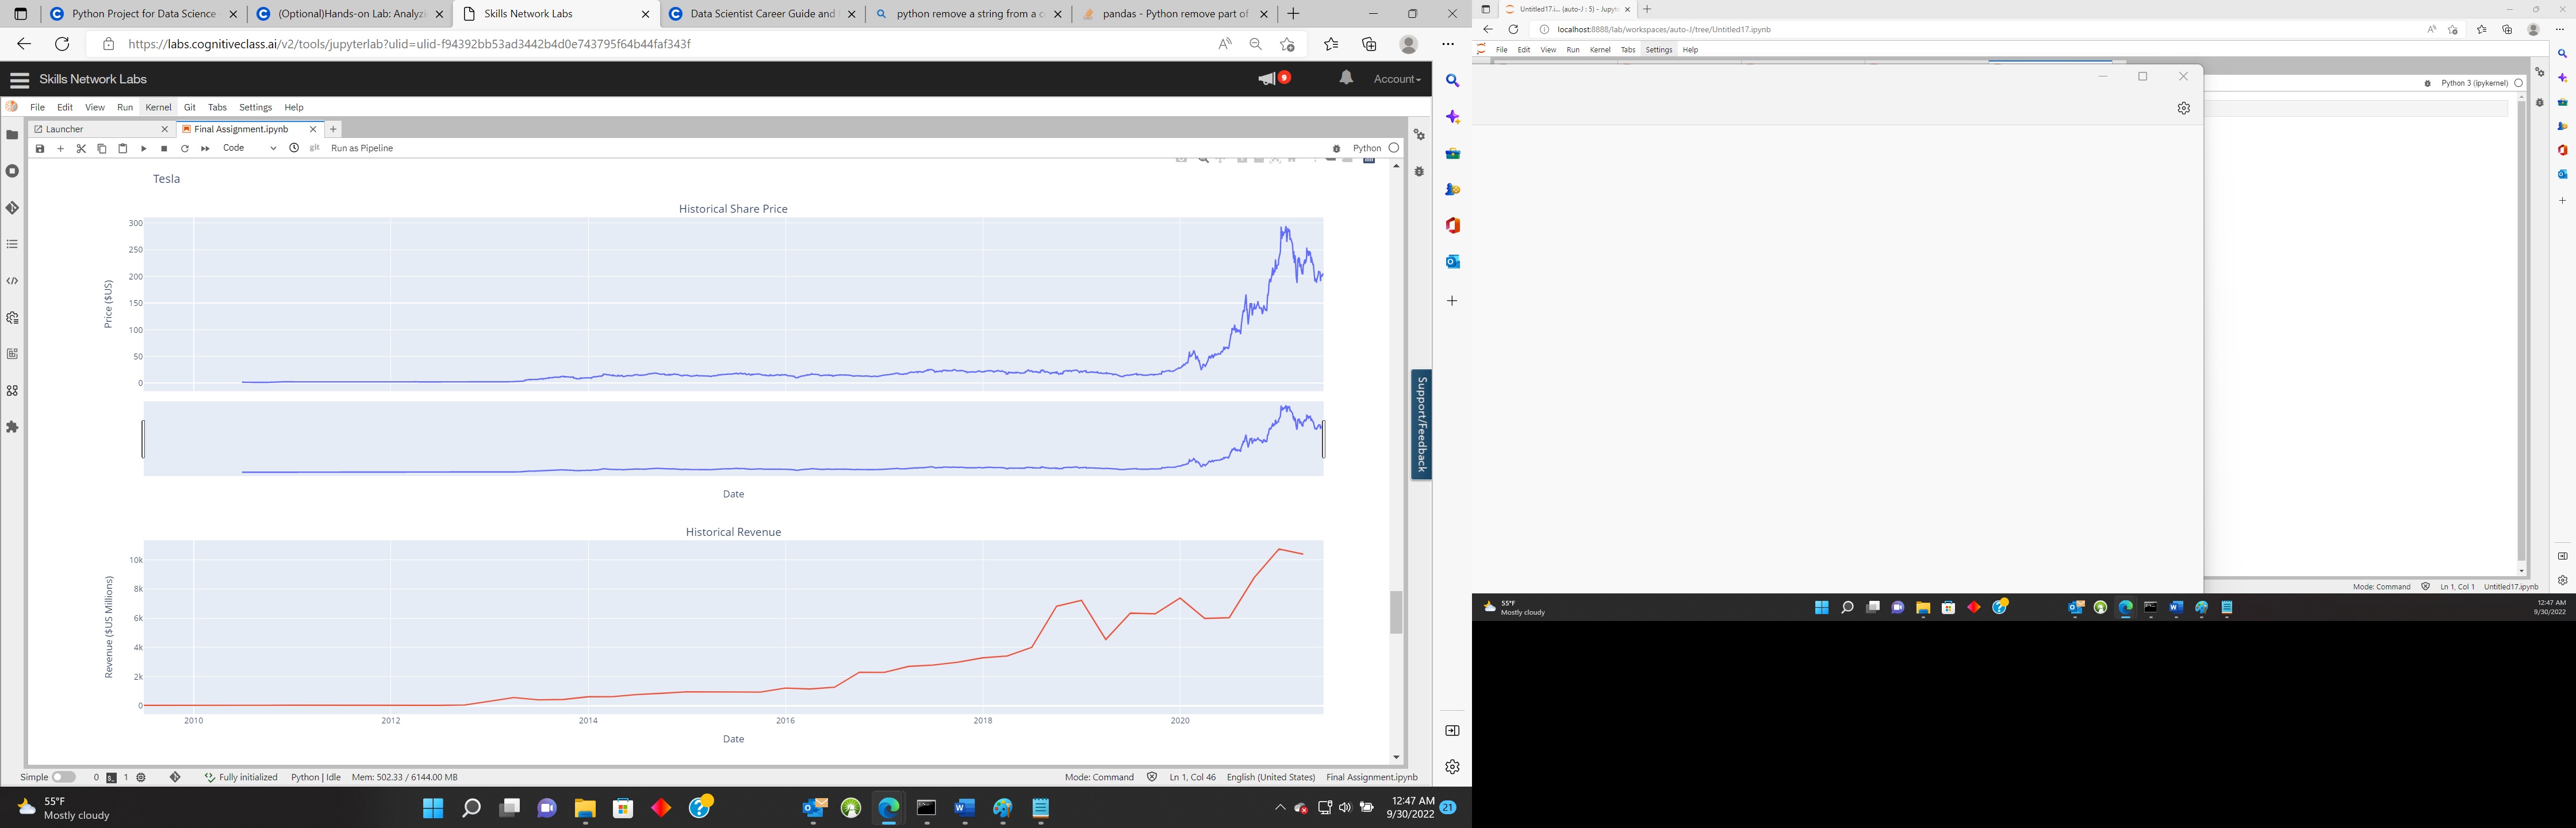 Python Project for Data Science
(Optional)Hands-on Lab: Analyzi
Skills Network Labs
Data Scientist Career Guide and
python remove a string from a c
pandas - Python remove part of
https://labs.cognitiveclass.ai/v2/tools/jupyterlab?ulid=ulid-f94392bb53ad3442b4d0e743795f64b44faf343f
Skills Network Labs
9
Account
File Edit View Run Kernel Git Tabs Settings Help
Launcher
Final Assignment.ipynb
Code
git
Run as Pipeline
Python
Tesla
Historical Share Price
300
250
200
150
100
50
0
Price ($US)
Date
Historical Revenue
10k
8k
6k
4k
2k
0
Revenue ($US Millions)
2010 2012 2014 2016 2018 2020
Date
Support/Feedback
Simple 0 1 Fully initialized Python | Idle Mem: 502.33 / 6144.00 MB
Mode: Command Ln 1, Col 46 English (United States) Final Assignment.ipynb
55°F
Mostly cloudy
12:47 AM
9/30/2022
21
Untitled17.i... (auto-J : 5) - Jupyt
localhost:8888/lab/workspaces/auto-J/tree/Untitled17.ipynb
File Edit View Run Kernel Tabs Settings Help
Python 3 (ipykernel)
Mode: Command Ln 1, Col 1 Untitled17.ipynb
55°F
Mostly cloudy
12:47 AM
9/30/2022